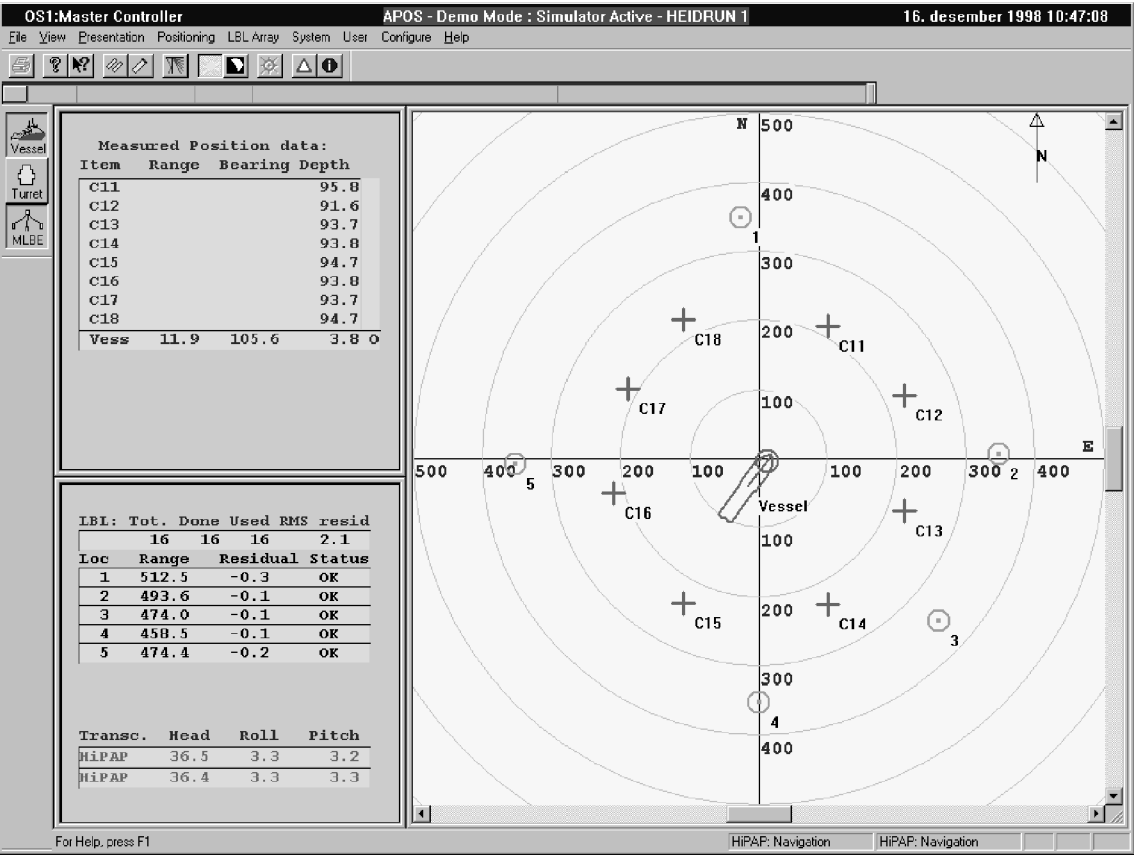 OS1:Master Controller APOS - Demo Mode : Simulator Active - HEIDRUN 1 16. desember 1998 10:47:08
File View Presentation Positioning LBL Array System User Configure Help
Vessel
Turret
MLBE
Measured Position data:
Item Range Bearing Depth
C11 95.8
C12 91.6
C13 93.7
C14 93.8
C15 94.7
C16 93.8
C17 93.7
C18 94.7
Vess 11.9 105.6 3.8 O
LBL: Tot. Done Used RMS resid
16 16 16 2.1
Loc Range Residual Status
1 512.5 -0.3 OK
2 493.6 -0.1 OK
3 474.0 -0.1 OK
4 458.5 -0.1 OK
5 474.4 -0.2 OK
Transc. Head Roll Pitch
HiPAP 36.5 3.3 3.2
HiPAP 36.4 3.3 3.3
N 500
N
400
1
300
200
C18 C11
100
C17 C12
E
500 400 300 200 100 100 200 300 2 400
5
C16 Vessel
C13
100
200
C15 C14
3
300
4
400
For Help, press F1 HiPAP: Navigation HiPAP: Navigation